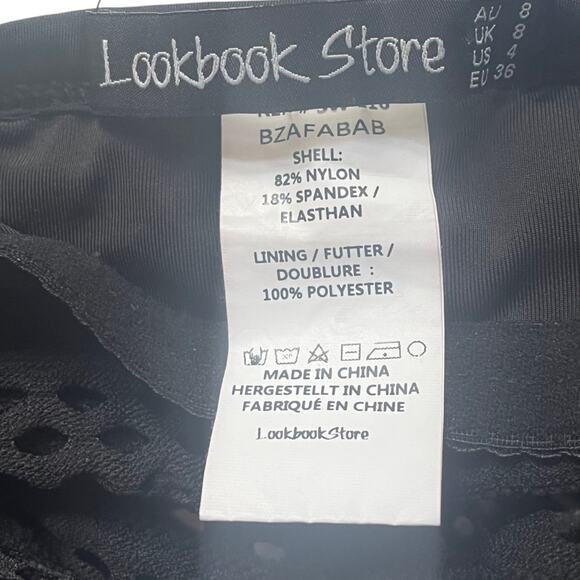 Lookbook Store
AU 8
UK 8
US 4
EU 36
BZAFABAB
SHELL:
82% NYLON
18% SPANDEX /
ELASTHAN
LINING / FUTTER /
DOUBLURE :
100% POLYESTER
MADE IN CHINA
HERGESTELLT IN CHINA
FABRIQUÉ EN CHINE
LookbookStore